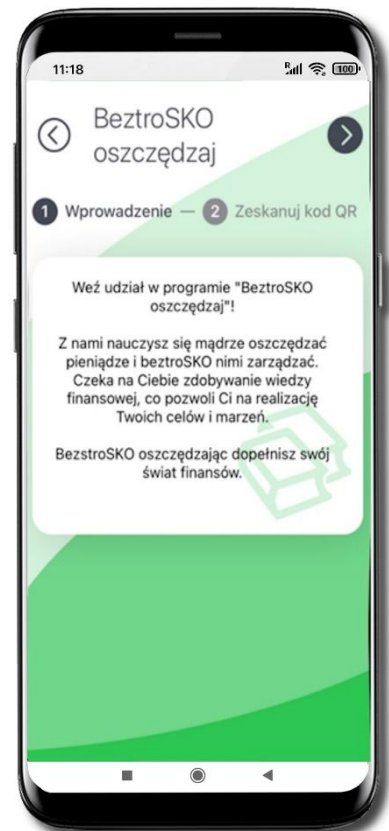 11:18
R
100
BeztroSKO
oszczędzaj
1 Wprowadzenie — 2 Zeskanuj kod QR
Weź udział w programie "BeztroSKO
oszczędzaj"!
Z nami nauczysz się mądrze oszczędzać
pieniądze i beztroSKO nimi zarządzać.
Czeka na Ciebie zdobywanie wiedzy
finansowej, co pozwoli Ci na realizację
Twoich celów i marzeń.
BezstroSKO oszczędzając dopełnisz swój
świat finansów.